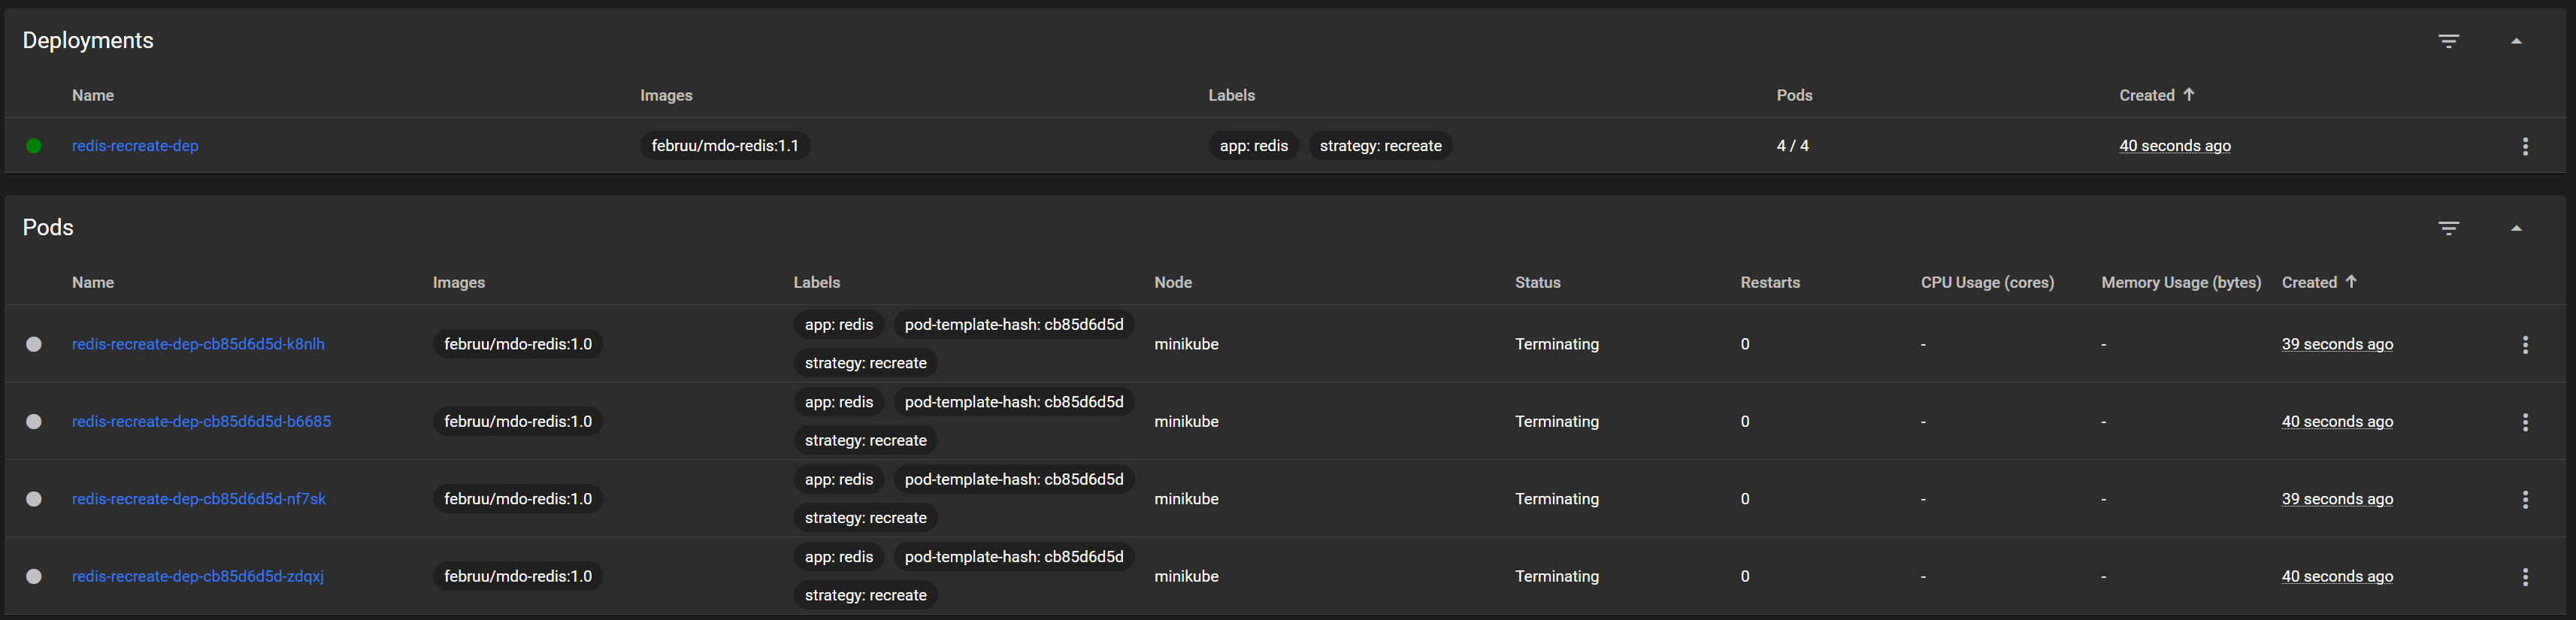 Deployments
Name Images Labels Pods Created ↑
redis-recreate-dep februu/mdo-redis:1.1 app: redis strategy: recreate 4 / 4 40 seconds ago
Pods
Name Images Labels Node Status Restarts CPU Usage (cores) Memory Usage (bytes) Created ↑
app: redis pod-template-hash: cb85d6d5d
redis-recreate-dep-cb85d6d5d-k8nlh februu/mdo-redis:1.0 minikube Terminating 0 - - 39 seconds ago
strategy: recreate
app: redis pod-template-hash: cb85d6d5d
redis-recreate-dep-cb85d6d5d-b6685 februu/mdo-redis:1.0 minikube Terminating 0 - - 40 seconds ago
strategy: recreate
app: redis pod-template-hash: cb85d6d5d
redis-recreate-dep-cb85d6d5d-nf7sk februu/mdo-redis:1.0 minikube Terminating 0 - - 39 seconds ago
strategy: recreate
app: redis pod-template-hash: cb85d6d5d
redis-recreate-dep-cb85d6d5d-zdqxj februu/mdo-redis:1.0 minikube Terminating 0 - - 40 seconds ago
strategy: recreate